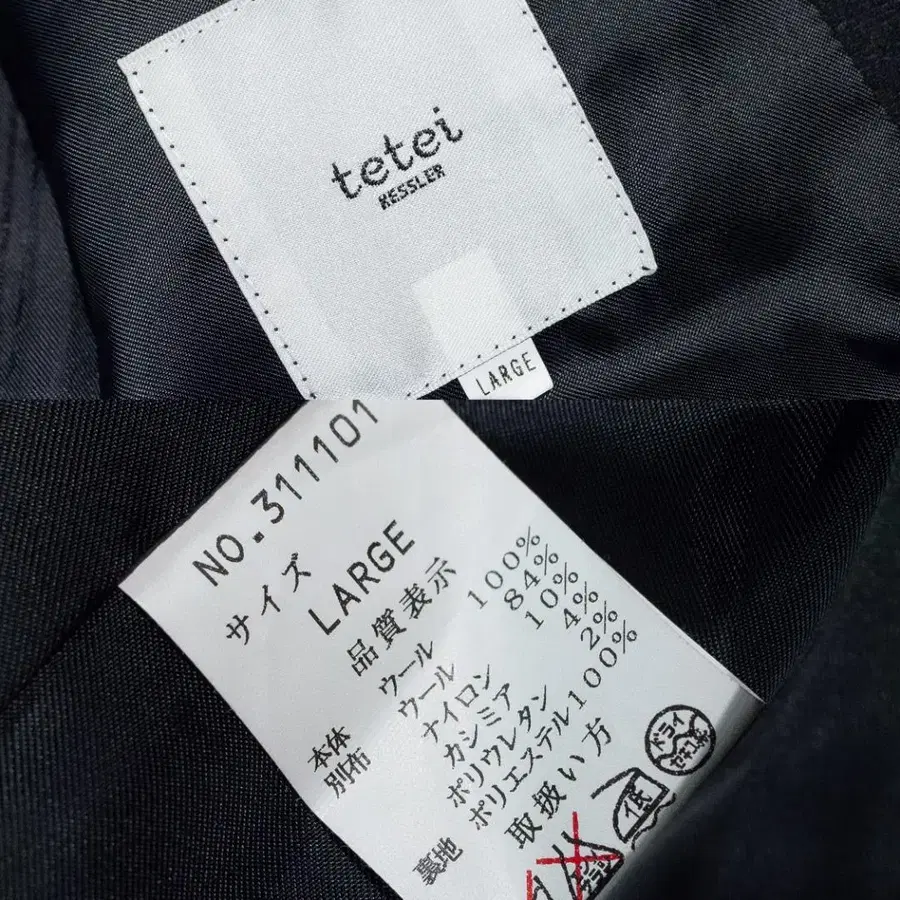 tetei
KESSLER
LARGE
NO.311101
サイズ
LARGE
品質表示
本体 ウール 100%
別布 ウール 84%
ナイロン 10%
カシミア 4%
ポリウレタン 2%
裏地 ポリエステル100%
取扱い方
低
ドライ